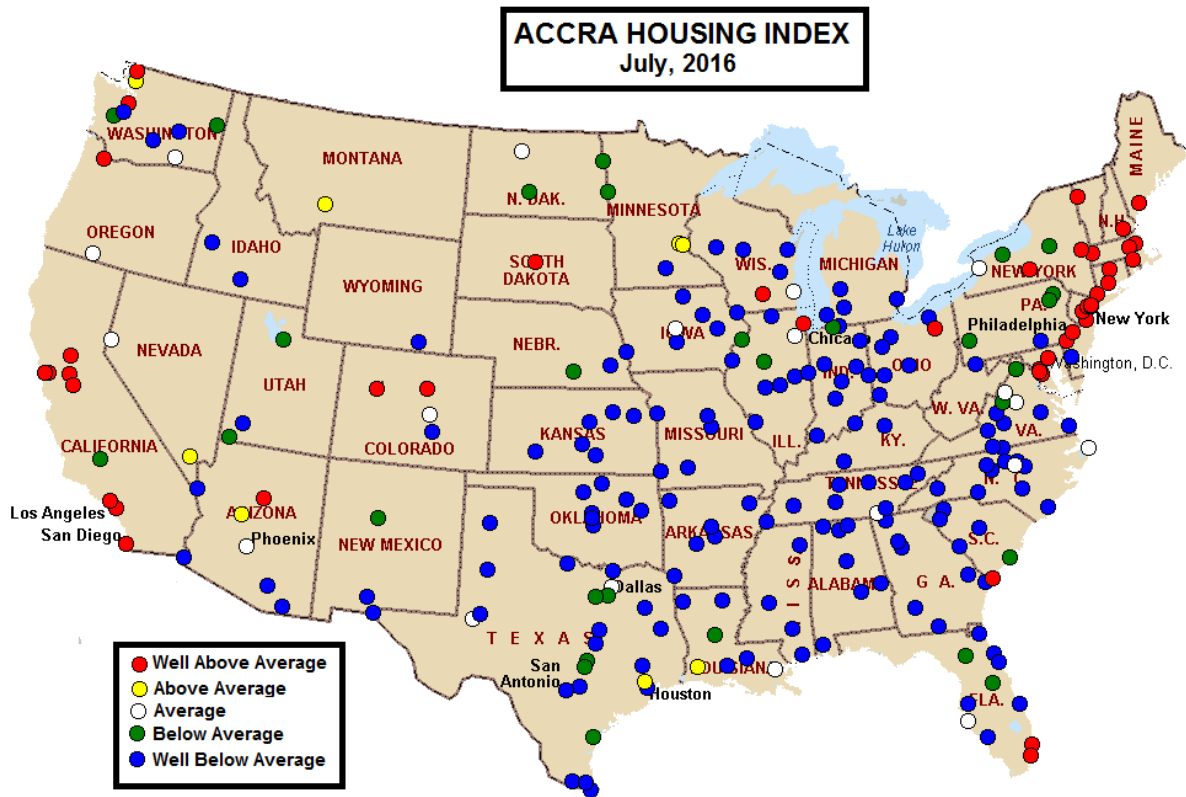 ACCRA HOUSING INDEX
July, 2016
WASHINGTON
MONTANA
N. DAK.
MINNESOTA
MAINE
OREGON
IDAHO
WYOMING
SOUTH
DAKOTA
WIS.
MICHIGAN
Lake
Huron
N.H.
NEW YORK
NEVADA
UTAH
NEBR.
IOWA
Chicago
PA.
Philadelphia
New York
Washington, D.C.
CALIFORNIA
COLORADO
KANSAS
MISSOURI
ILL.
IND.
OHIO
W. VA.
VA.
KY.
Los Angeles
San Diego
ARIZONA
Phoenix
NEW MEXICO
OKLAHOMA
ARKANSAS
TENNESSEE
N. C.
S.C.
MISS
ALABAMA
G A.
Dallas
TEXAS
San
Antonio
Houston
LOUISIANA
FLA.
Well Above Average
Above Average
Average
Below Average
Well Below Average